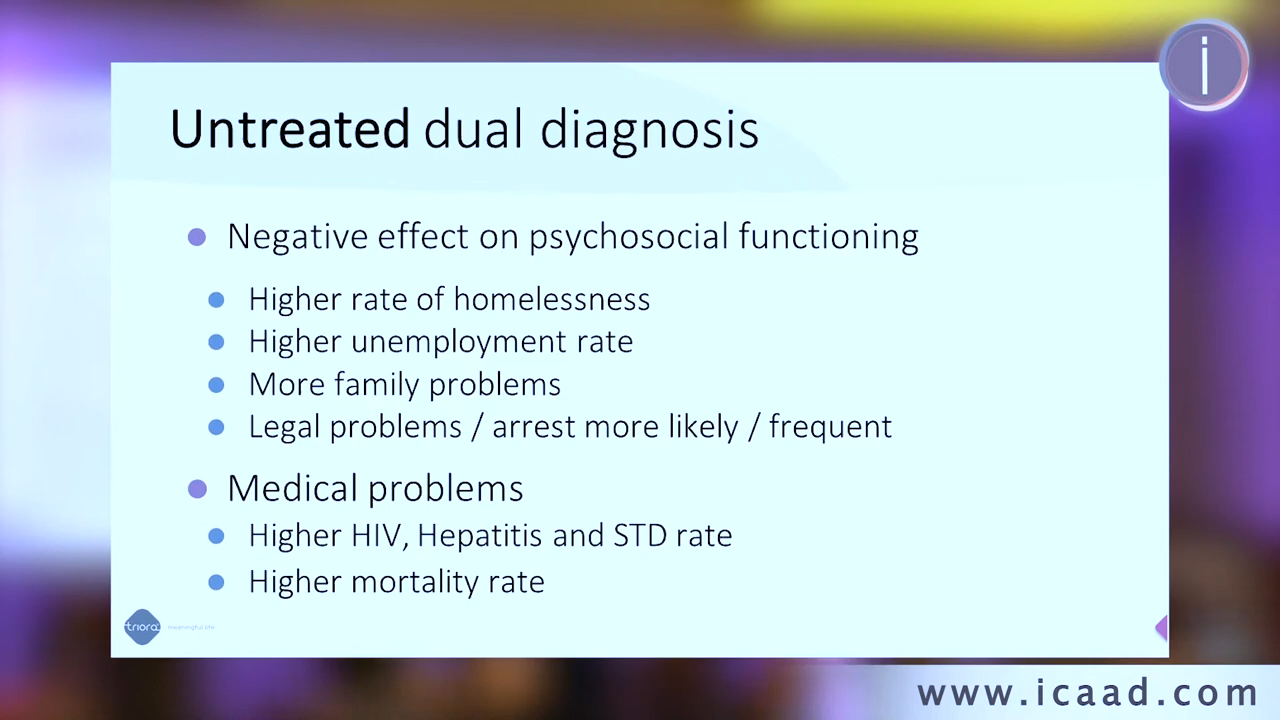 i
Untreated dual diagnosis
Negative effect on psychosocial functioning
Higher rate of homelessness
Higher unemployment rate
More family problems
Legal problems / arrest more likely / frequent
Medical problems
Higher HIV, Hepatitis and STD rate
Higher mortality rate
triora meaningful life
www.icaad.com